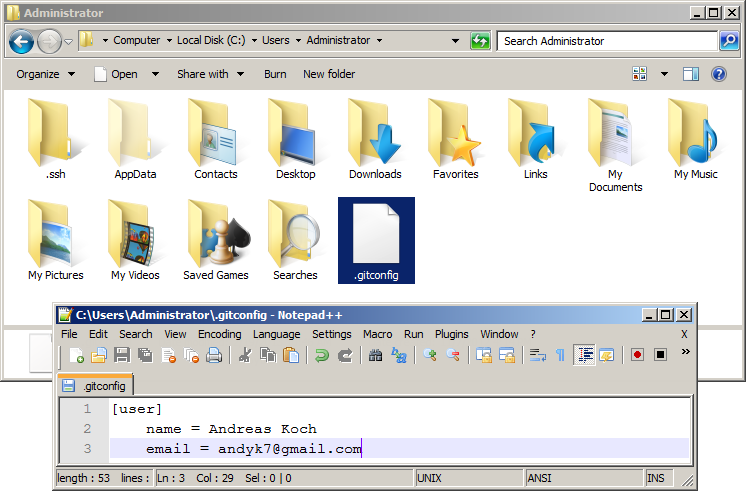 Administrator
Computer Local Disk (C:) Users Administrator Search Administrator
Organize Open Share with Burn New folder
.ssh AppData Contacts Desktop Downloads Favorites Links My Documents My Music
My Pictures My Videos Saved Games Searches .gitconfig
C:\Users\Administrator\.gitconfig - Notepad++
File Edit Search View Encoding Language Settings Macro Run Plugins Window ? X
.gitconfig
1 [user]
2 name = Andreas Koch
3 email = andyk7@gmail.com
length : 53 lines : Ln : 3 Col : 29 Sel : 0 | 0 UNIX ANSI INS